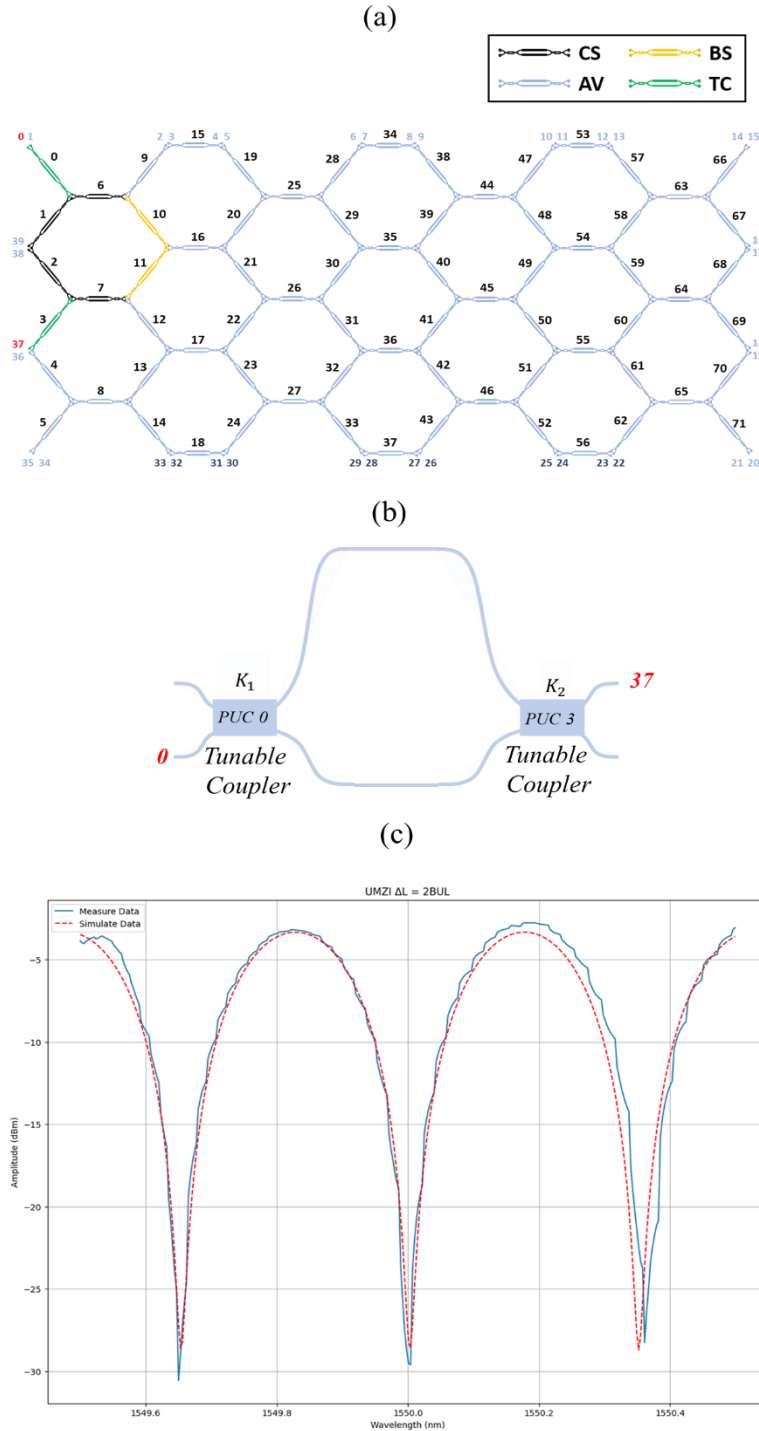 (a)
CS BS
AV TC
0 1 2 3 15 4 5 6 7 34 8 9 10 11 53 12 13 14 15
0 9 19 28 38 47 57 66
6 25 44 63
1 10 20 29 39 48 58 67
39 16 35 54
38
2 11 21 30 40 49 59 68
7 26 45 64
3 12 22 31 41 50 60 69
37 17 36 55 18
36
4 13 23 32 42 51 61 70
8 27 46 65
5 14 24 33 43 52 62 71
18 37 56
35 34 33 32 31 30 29 28 27 26 25 24 23 22 21 20
(b)
K1 K2 37
PUC 0 PUC 3
0 Tunable Tunable
Coupler Coupler
(c)
UMZI ΔL = 2BUL
Measure Data
Simulate Data
−5
−10
−15
−20
−25
−30
Amplitude (dBm)
1549.6 1549.8 1550.0 1550.2 1550.4
Wavelength (nm)